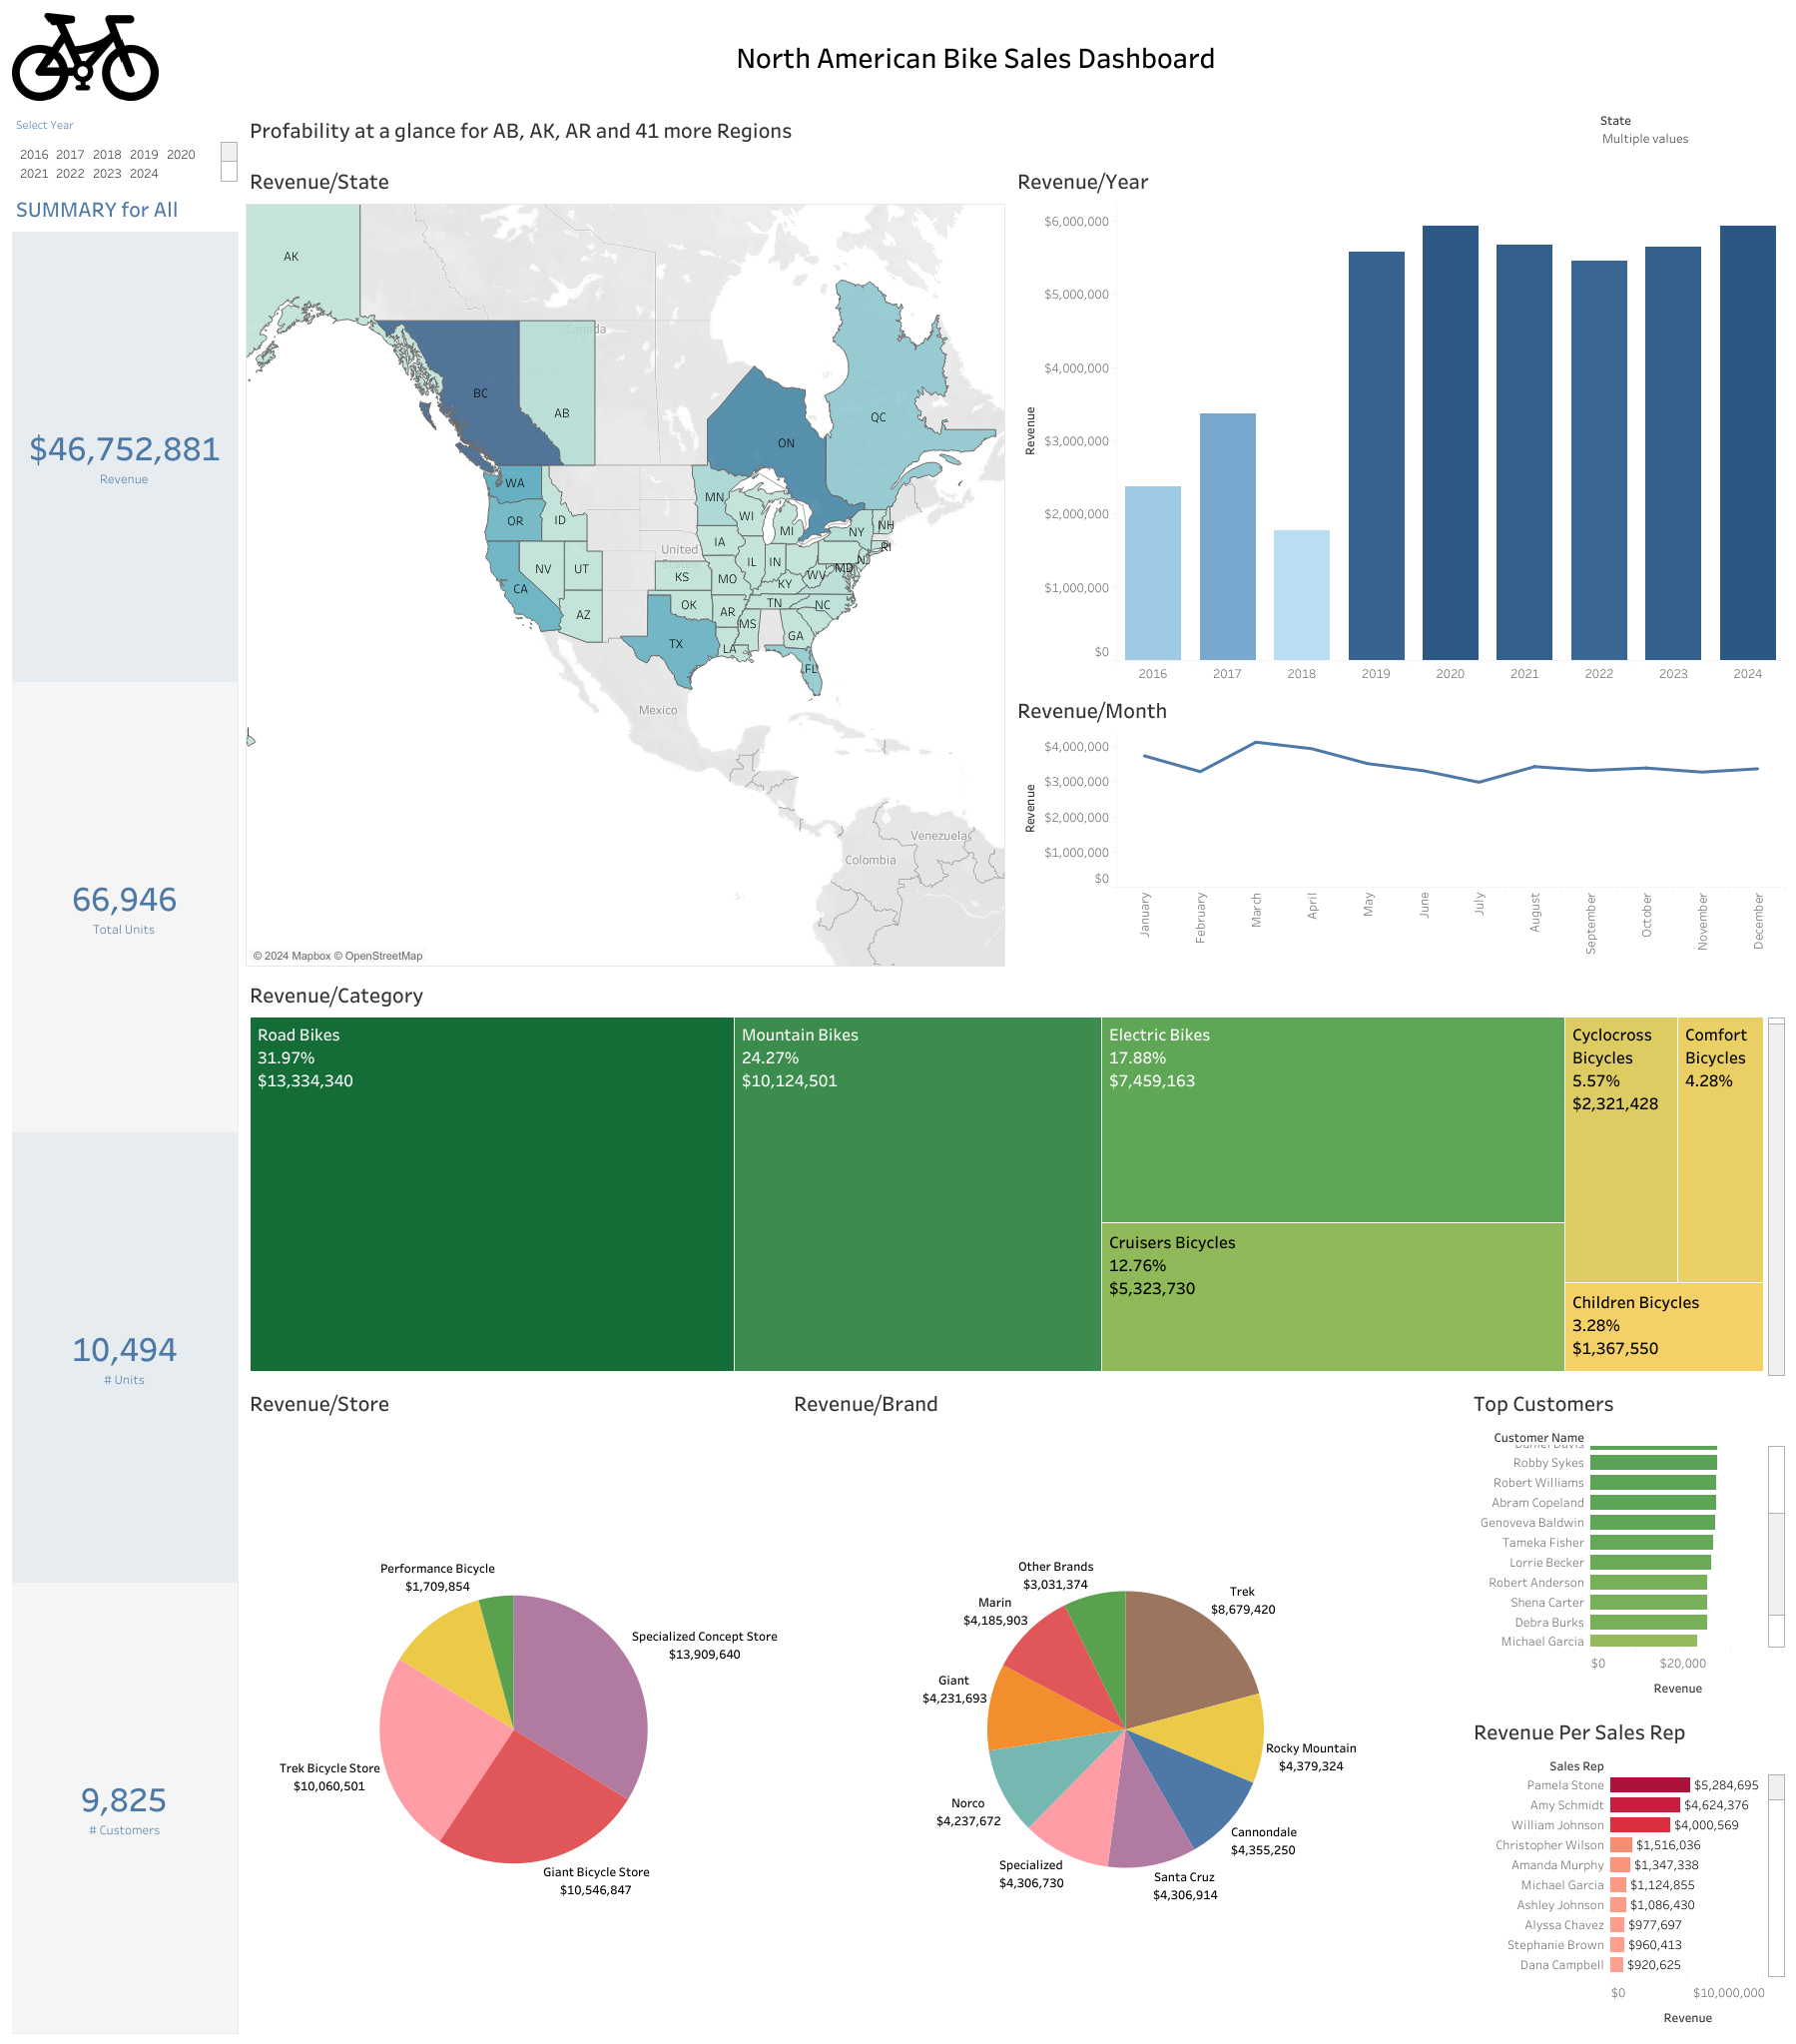 North American Bike Sales Dashboard
Select Year
2016 2017 2018 2019 2020
2021 2022 2023 2024
SUMMARY for All
$46,752,881
Revenue
66,946
Total Units
10,494
# Units
9,825
# Customers
Profability at a glance for AB, AK, AR and 41 more Regions
State
Multiple values
Revenue/State
AK
Canada
BC
AB
ON
QC
WA
MN
OR
ID
WI
MI
NY
NH
IA
RI
United
States
NV
UT
IL
IN
NJ
MD
KS
MO
KY
WV
CA
OK
AR
TN
NC
AZ
MS
GA
TX
LA
FL
Mexico
Venezuela
Colombia
© 2024 Mapbox © OpenStreetMap
Revenue/Year
Revenue
$6,000,000
$5,000,000
$4,000,000
$3,000,000
$2,000,000
$1,000,000
$0
2016 2017 2018 2019 2020 2021 2022 2023 2024
Revenue/Month
Revenue
$4,000,000
$3,000,000
$2,000,000
$1,000,000
$0
January
February
March
April
May
June
July
August
September
October
November
December
Revenue/Category
Road Bikes
31.97%
$13,334,340
Mountain Bikes
24.27%
$10,124,501
Electric Bikes
17.88%
$7,459,163
Cruisers Bicycles
12.76%
$5,323,730
Cyclocross
Bicycles
5.57%
$2,321,428
Comfort
Bicycles
4.28%
Children Bicycles
3.28%
$1,367,550
Revenue/Store
Performance Bicycle
$1,709,854
Specialized Concept Store
$13,909,640
Trek Bicycle Store
$10,060,501
Giant Bicycle Store
$10,546,847
Revenue/Brand
Other Brands
$3,031,374
Trek
$8,679,420
Marin
$4,185,903
Giant
$4,231,693
Rocky Mountain
$4,379,324
Norco
$4,237,672
Cannondale
$4,355,250
Specialized
$4,306,730
Santa Cruz
$4,306,914
Top Customers
Customer Name
Daniel Davis
Robby Sykes
Robert Williams
Abram Copeland
Genoveva Baldwin
Tameka Fisher
Lorrie Becker
Robert Anderson
Shena Carter
Debra Burks
Michael Garcia
$0 $20,000
Revenue
Revenue Per Sales Rep
Sales Rep
Pamela Stone $5,284,695
Amy Schmidt $4,624,376
William Johnson $4,000,569
Christopher Wilson $1,516,036
Amanda Murphy $1,347,338
Michael Garcia $1,124,855
Ashley Johnson $1,086,430
Alyssa Chavez $977,697
Stephanie Brown $960,413
Dana Campbell $920,625
$0 $10,000,000
Revenue